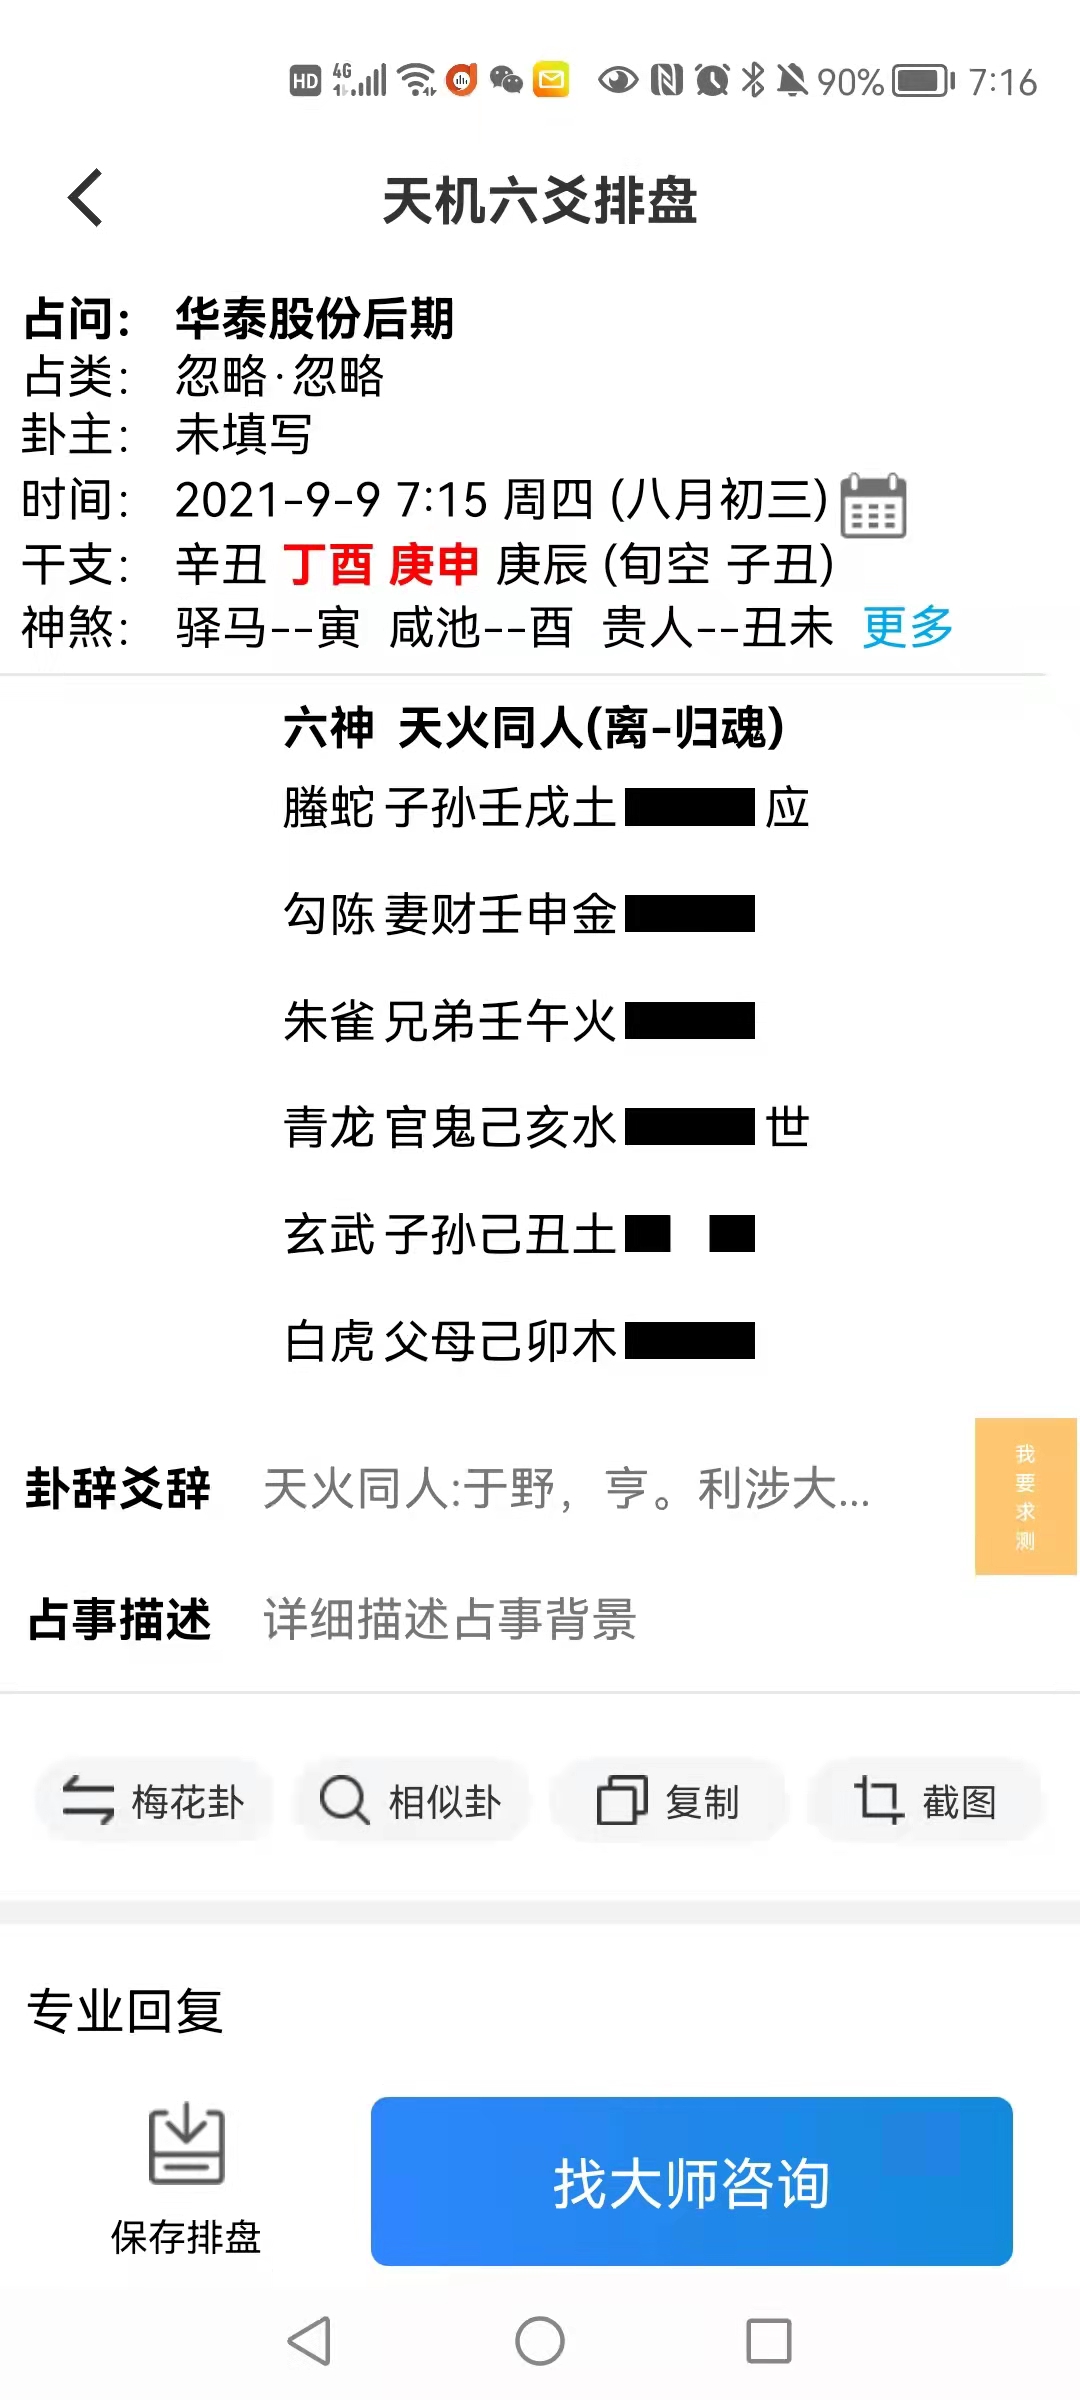 HD 4G 90% 7:16
天机六爻排盘
占问： 华泰股份后期
占类： 忽略·忽略
卦主： 未填写
时间： 2021-9-9 7:15 周四 (八月初三)
干支： 辛丑 丁酉 庚申 庚辰 (旬空 子丑)
神煞： 驿马--寅 咸池--酉 贵人--丑未 更多
六神 天火同人(离-归魂)
螣蛇 子孙壬戌土 应
勾陈 妻财壬申金
朱雀 兄弟壬午火
青龙 官鬼己亥水 世
玄武 子孙己丑土
白虎 父母己卯木
我要求测
卦辞爻辞 天火同人:于野，亨。利涉大...
占事描述 详细描述占事背景
梅花卦 相似卦 复制 截图
专业回复
保存排盘 找大师咨询